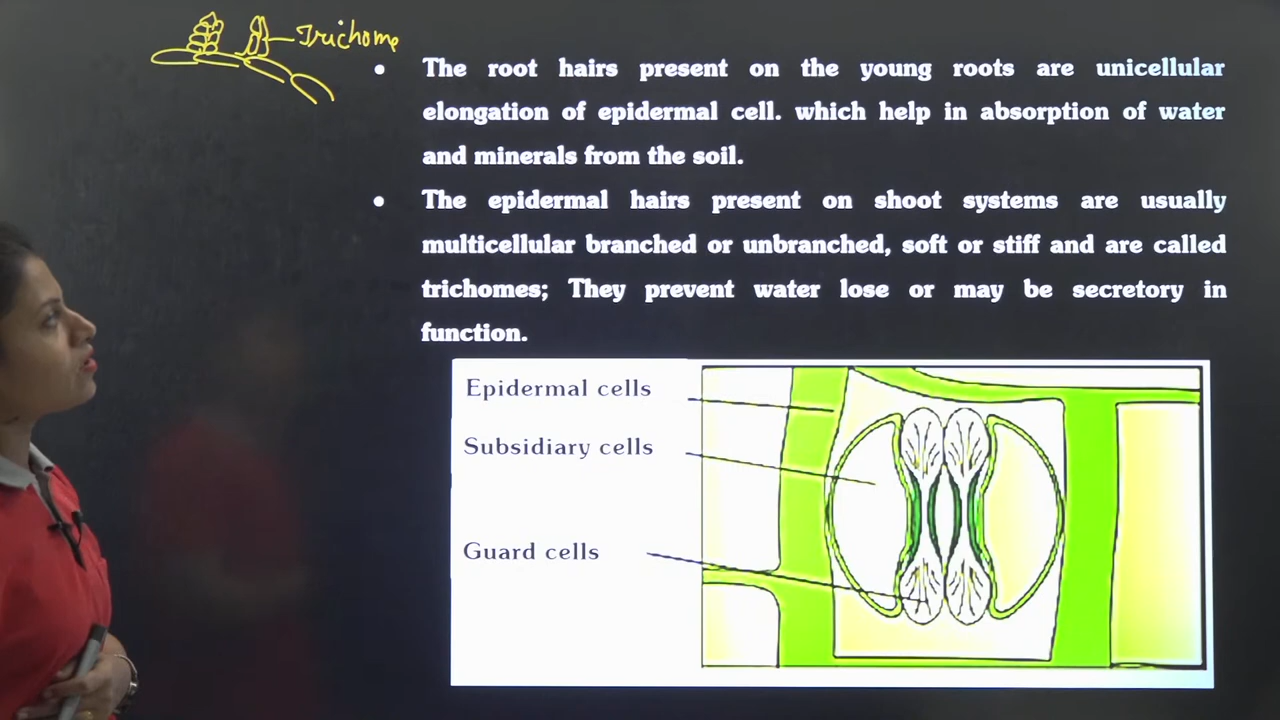 Trichome
• The root hairs present on the young roots are unicellular
elongation of epidermal cell. which help in absorption of water
and minerals from the soil.
• The epidermal hairs present on shoot systems are usually
multicellular branched or unbranched, soft or stiff and are called
trichomes; They prevent water lose or may be secretory in
function.
Epidermal cells
Subsidiary cells
Guard cells